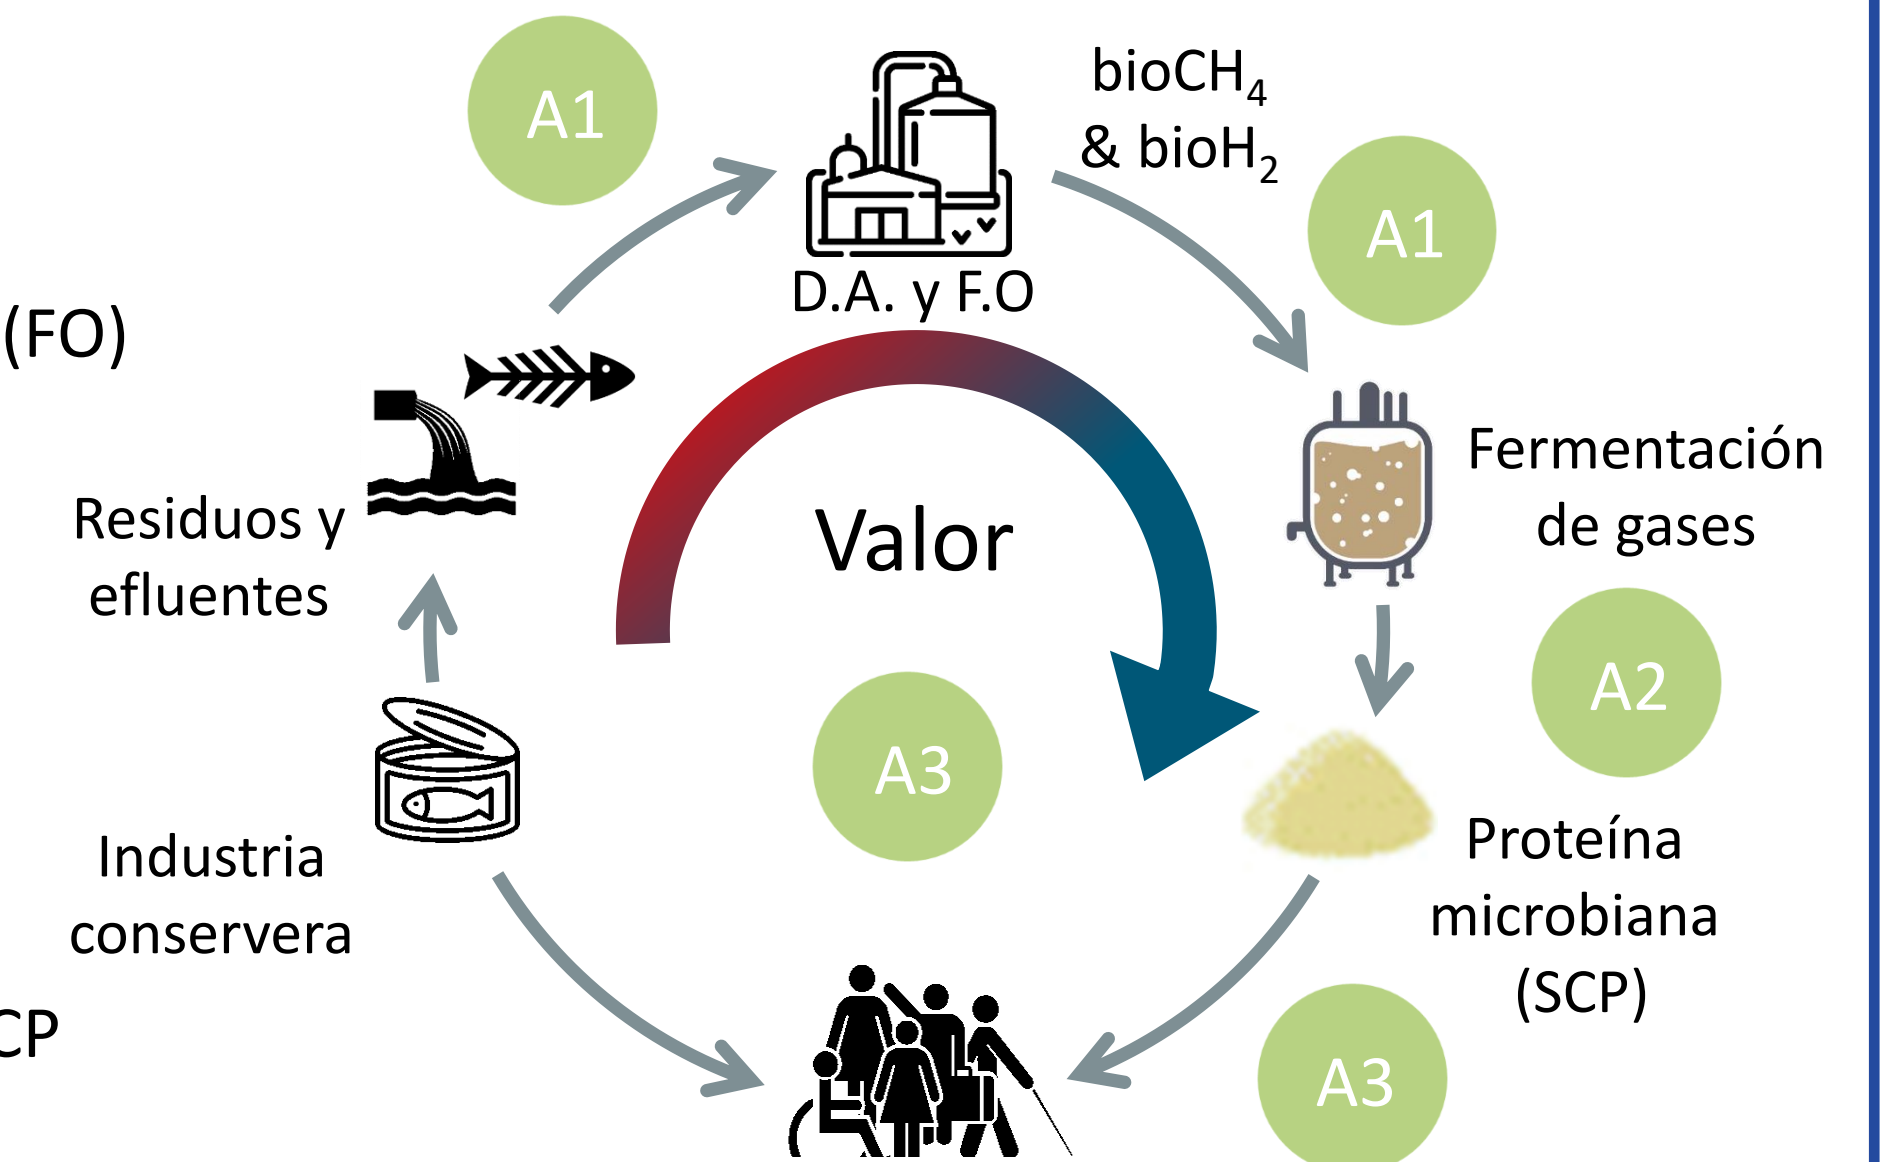 A1
bioCH₄
& bioH₂
A1
D.A. y F.O
(FO)
Fermentación
de gases
Residuos y
efluentes
Valor
A2
A3
Industria
conservera
Proteína
microbiana
(SCP)
CP
A3